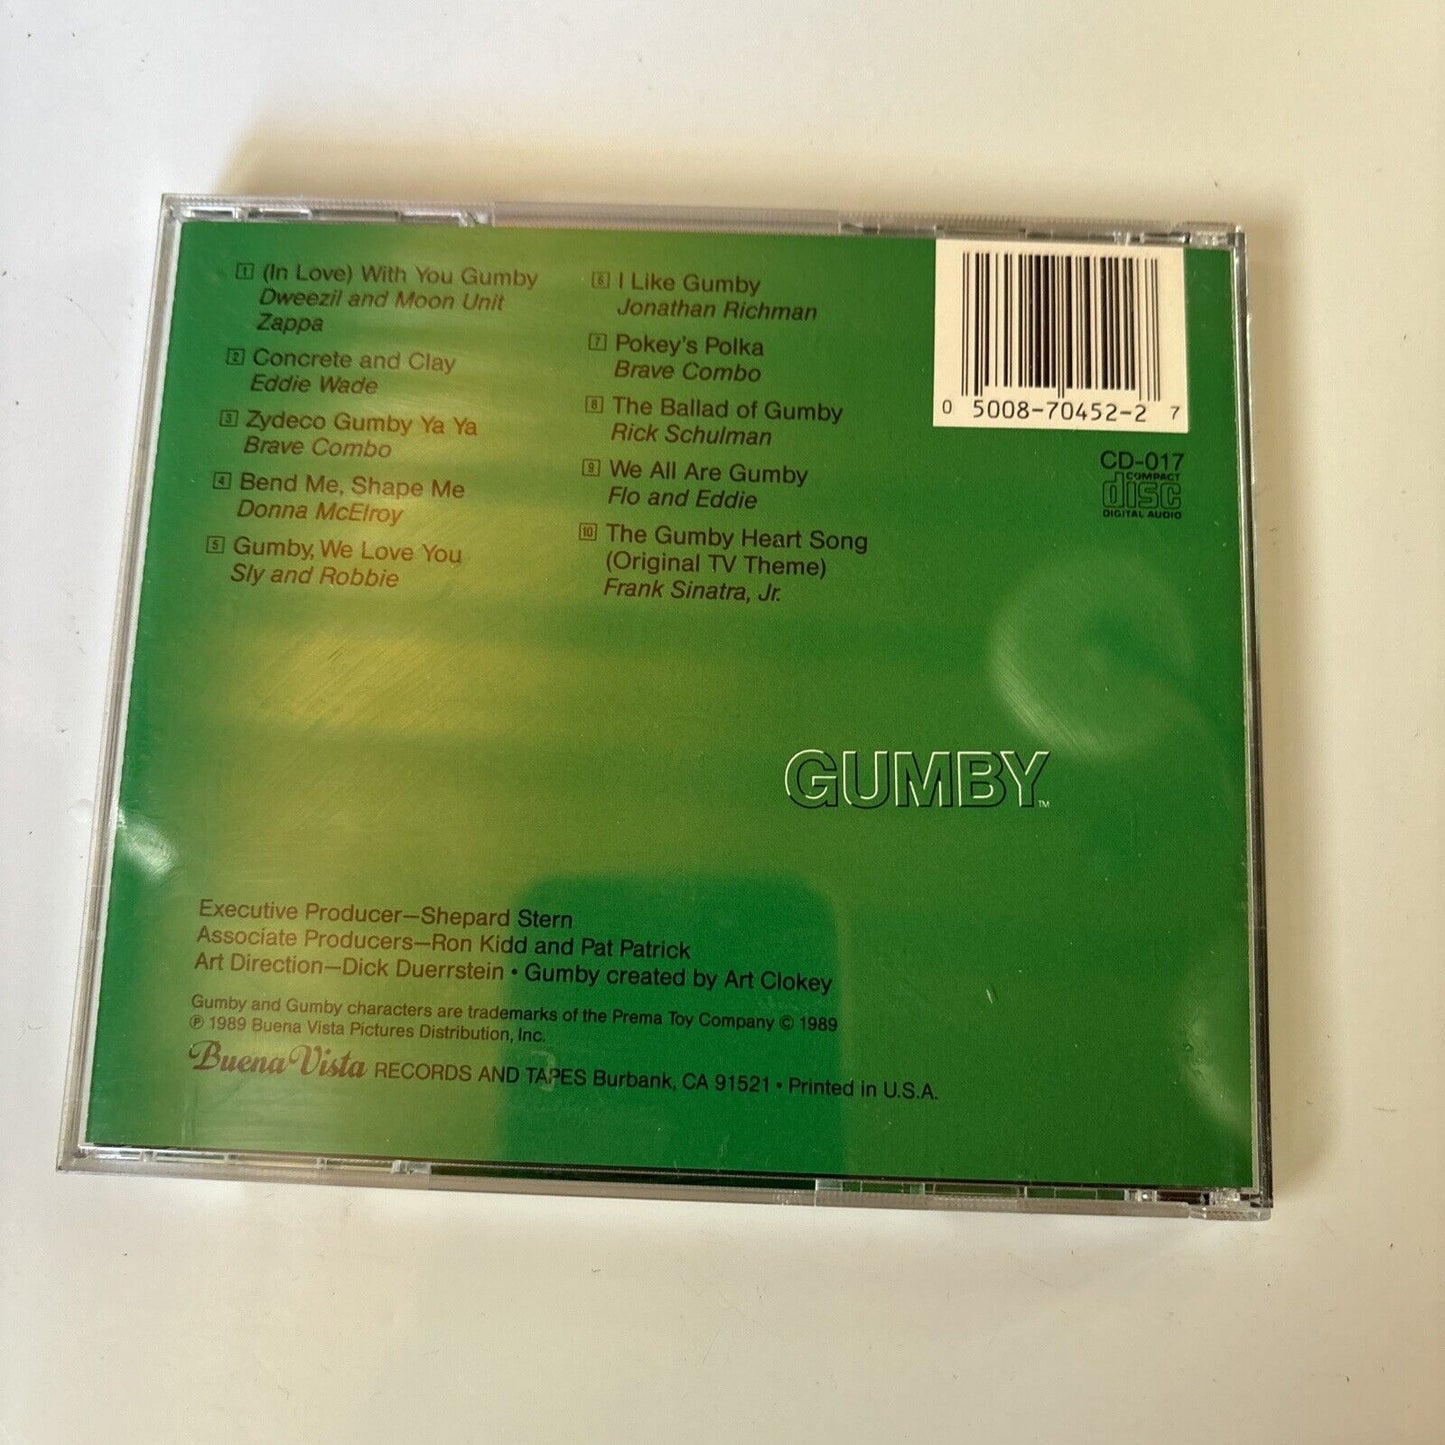 1 (In Love) With You Gumby
Dweezil and Moon Unit
Zappa
2 Concrete and Clay
Eddie Wade
3 Zydeco Gumby Ya Ya
Brave Combo
4 Bend Me, Shape Me
Donna McElroy
5 Gumby, We Love You
Sly and Robbie
6 I Like Gumby
Jonathan Richman
7 Pokey's Polka
Brave Combo
8 The Ballad of Gumby
Rick Schulman
9 We All Are Gumby
Flo and Eddie
10 The Gumby Heart Song
(Original TV Theme)
Frank Sinatra, Jr.
0 5008-70452-2 7
CD-017
COMPACT
disc
DIGITAL AUDIO
GUMBY™
Executive Producer—Shepard Stern
Associate Producers—Ron Kidd and Pat Patrick
Art Direction—Dick Duerrstein • Gumby created by Art Clokey
Gumby and Gumby characters are trademarks of the Prema Toy Company © 1989
℗ 1989 Buena Vista Pictures Distribution, Inc.
Buena Vista RECORDS AND TAPES Burbank, CA 91521 • Printed in U.S.A.